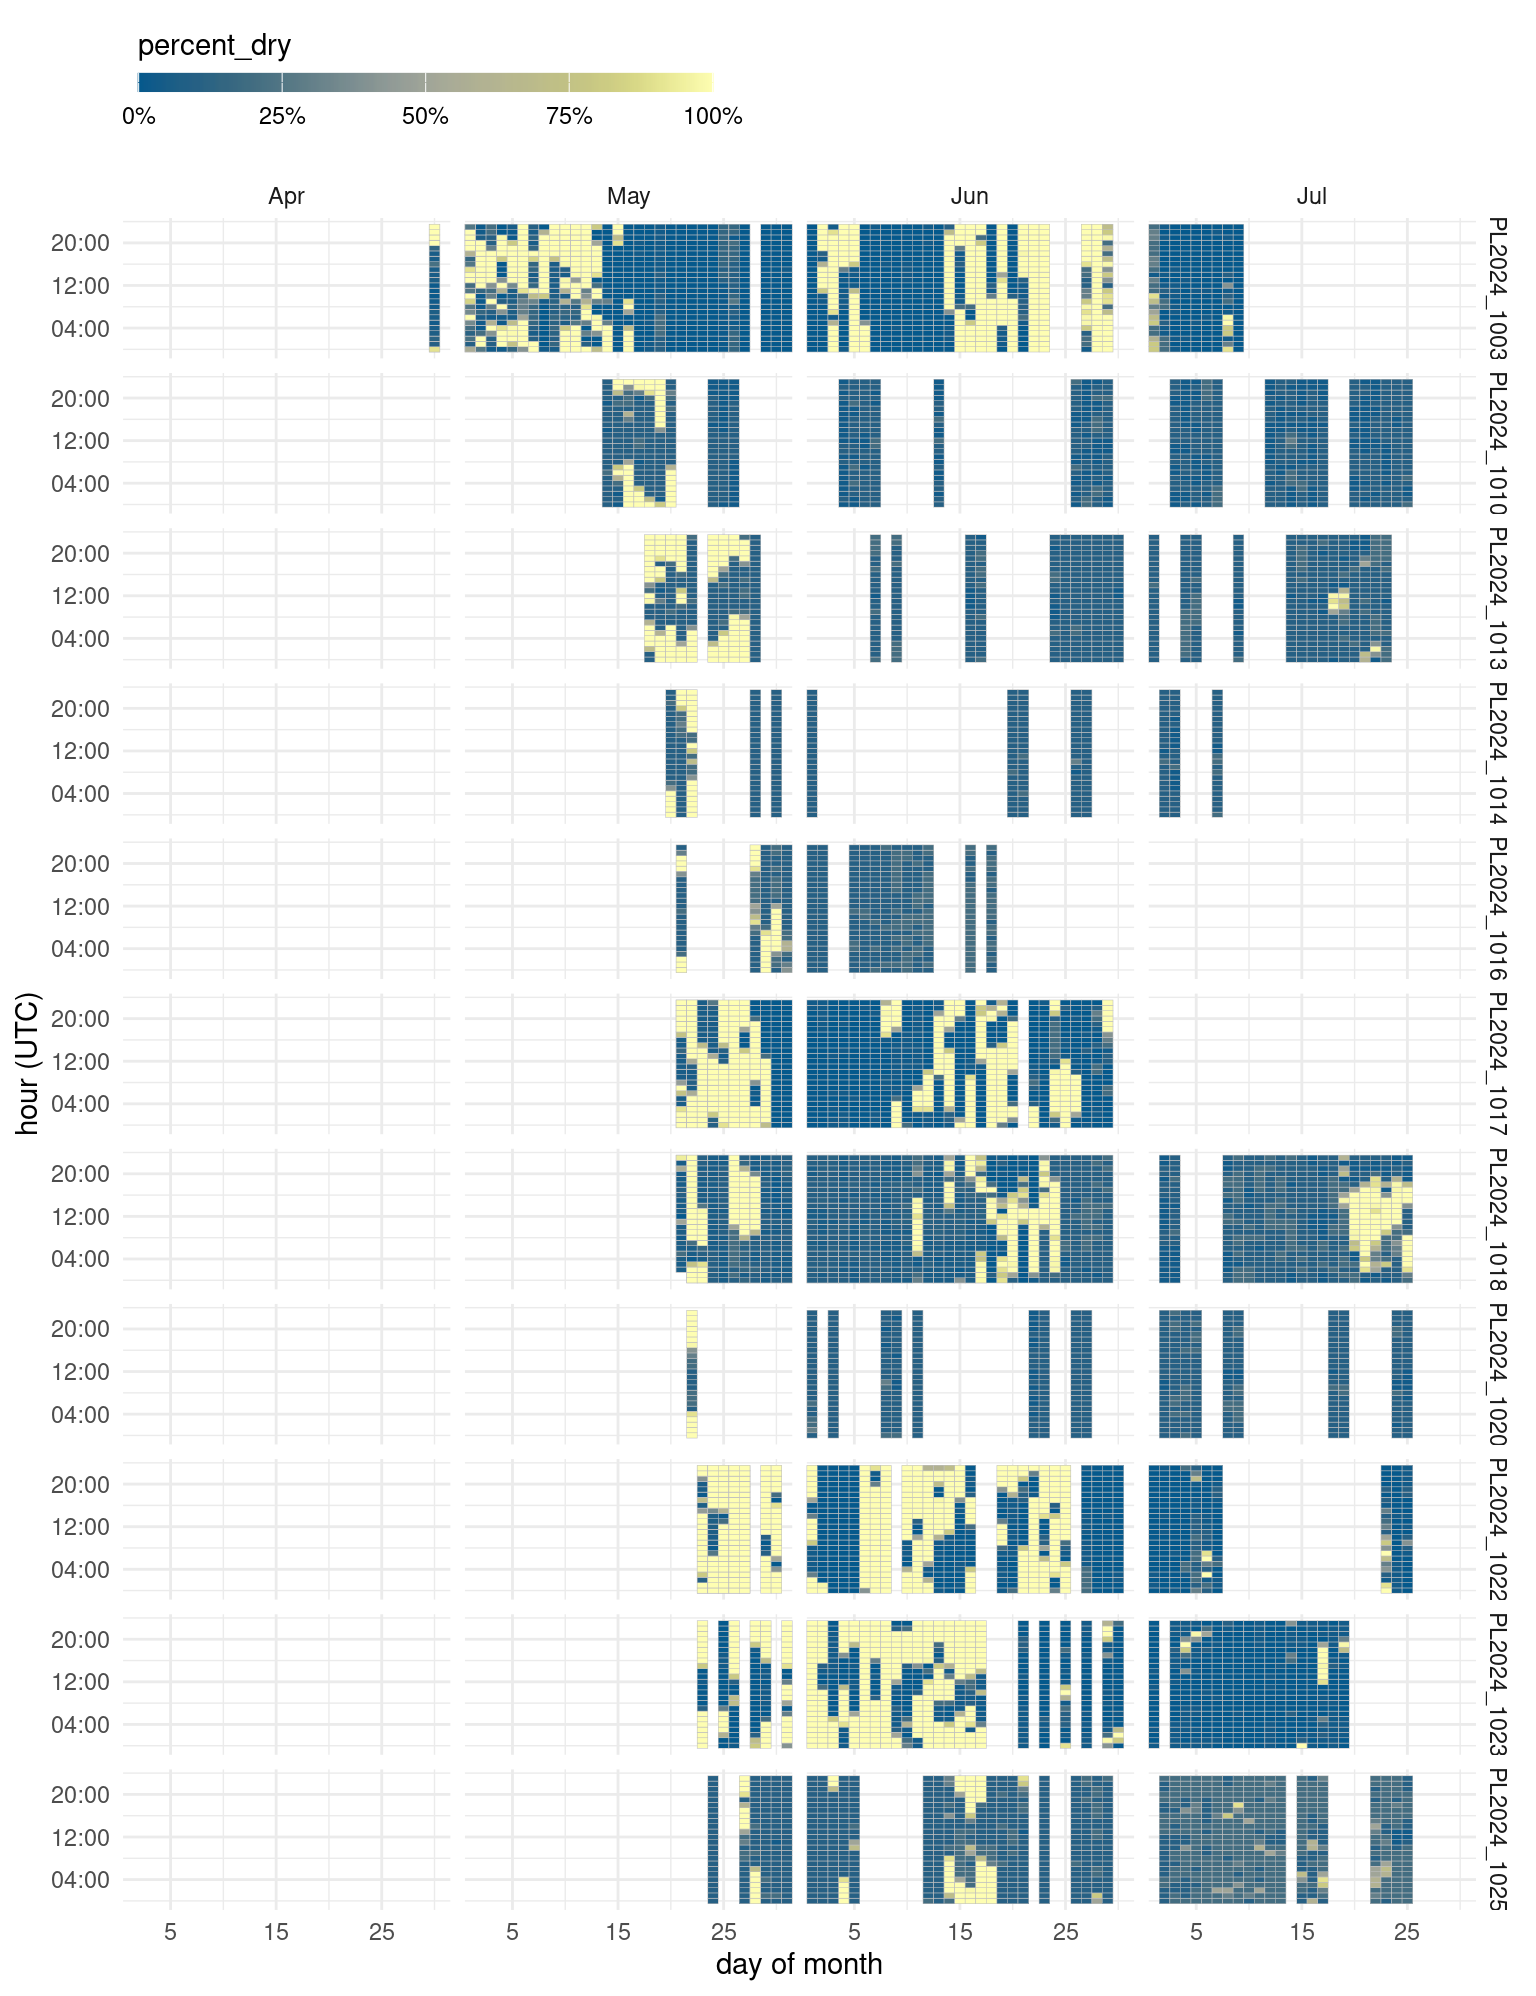 percent_dry
0% 25% 50% 75% 100%
Apr May Jun Jul
20:00
12:00
04:00
PL2024_1003
20:00
12:00
04:00
PL2024_1010
20:00
12:00
04:00
PL2024_1013
20:00
12:00
04:00
PL2024_1014
20:00
12:00
04:00
PL2024_1016
20:00
12:00
04:00
PL2024_1017
20:00
12:00
04:00
PL2024_1018
20:00
12:00
04:00
PL2024_1020
20:00
12:00
04:00
PL2024_1022
20:00
12:00
04:00
PL2024_1023
20:00
12:00
04:00
PL2024_1025
hour (UTC)
5 15 25 5 15 25 5 15 25 5 15 25
day of month